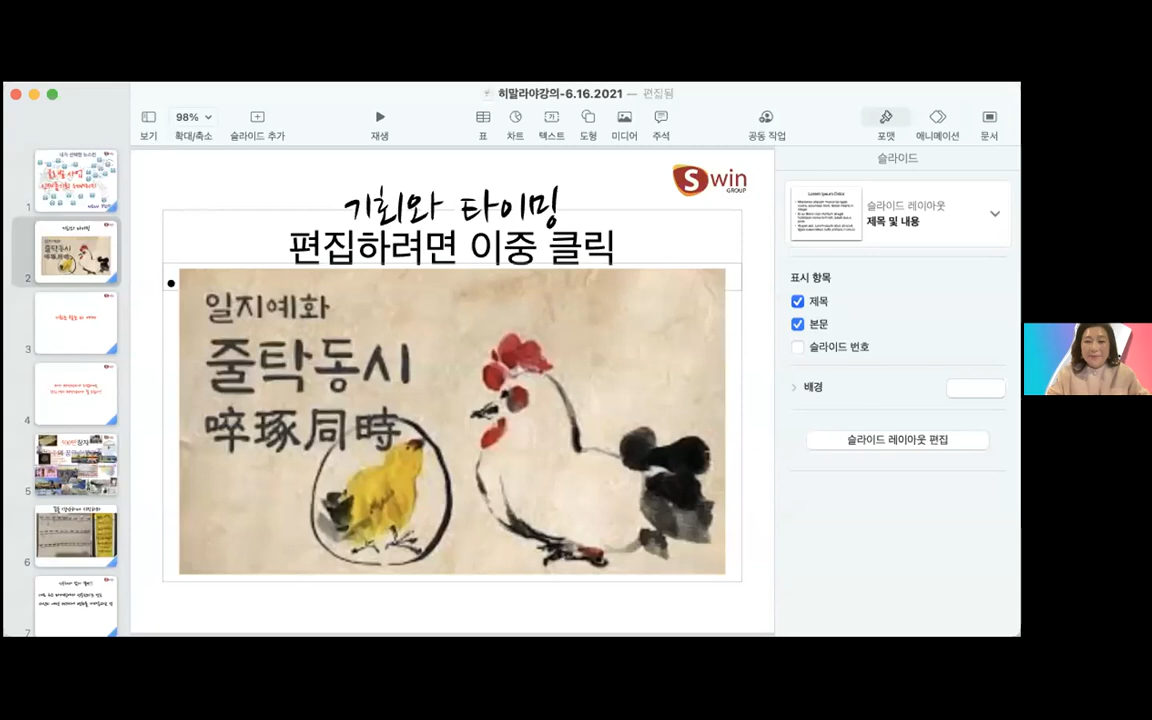 히말라야강의-6.16.2021 — 편집됨
98%
보기 확대/축소 슬라이드 추가 재생 표 차트 텍스트 도형 미디어 주석 공동 작업 포맷 애니메이션 문서
1
2
3
4
5
6
7
Swin
GROUP
기회와 타이밍
편집하려면 이중 클릭
일지예화
줄탁동시
啐琢同時
슬라이드
슬라이드 레이아웃
제목 및 내용
표시 항목
제목
본문
슬라이드 번호
배경
슬라이드 레이아웃 편집